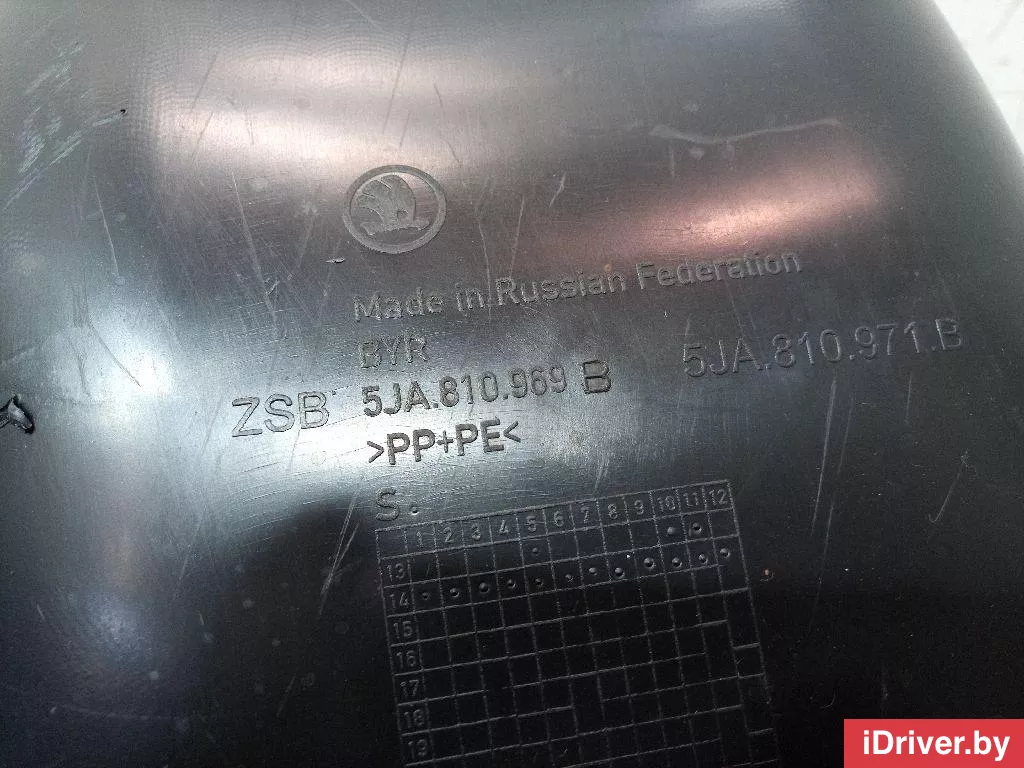 Made in Russian Federation
BYR
ZSB 5JA.810.969 B 5JA.810.971.B
>PP+PE<
S.
1 2 3 4 5 6 7 8 9 10 11 12
13
14
15
16
17
18
19
iDriver.by